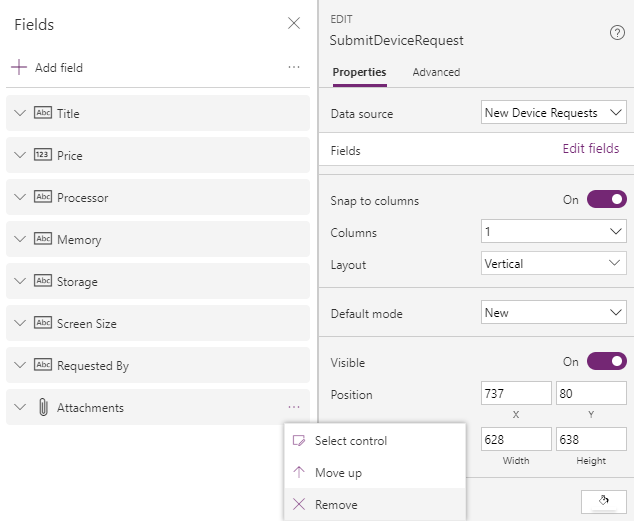 Fields
Add field
Abc Title
123 Price
Abc Processor
Abc Memory
Abc Storage
Abc Screen Size
Abc Requested By
Attachments
Select control
Move up
Remove
EDIT
SubmitDeviceRequest
?
Properties Advanced
Data source New Device Requests
Fields Edit fields
Snap to columns On
Columns 1
Layout Vertical
Default mode New
Visible On
Position 737 80
X Y
628 638
Width Height